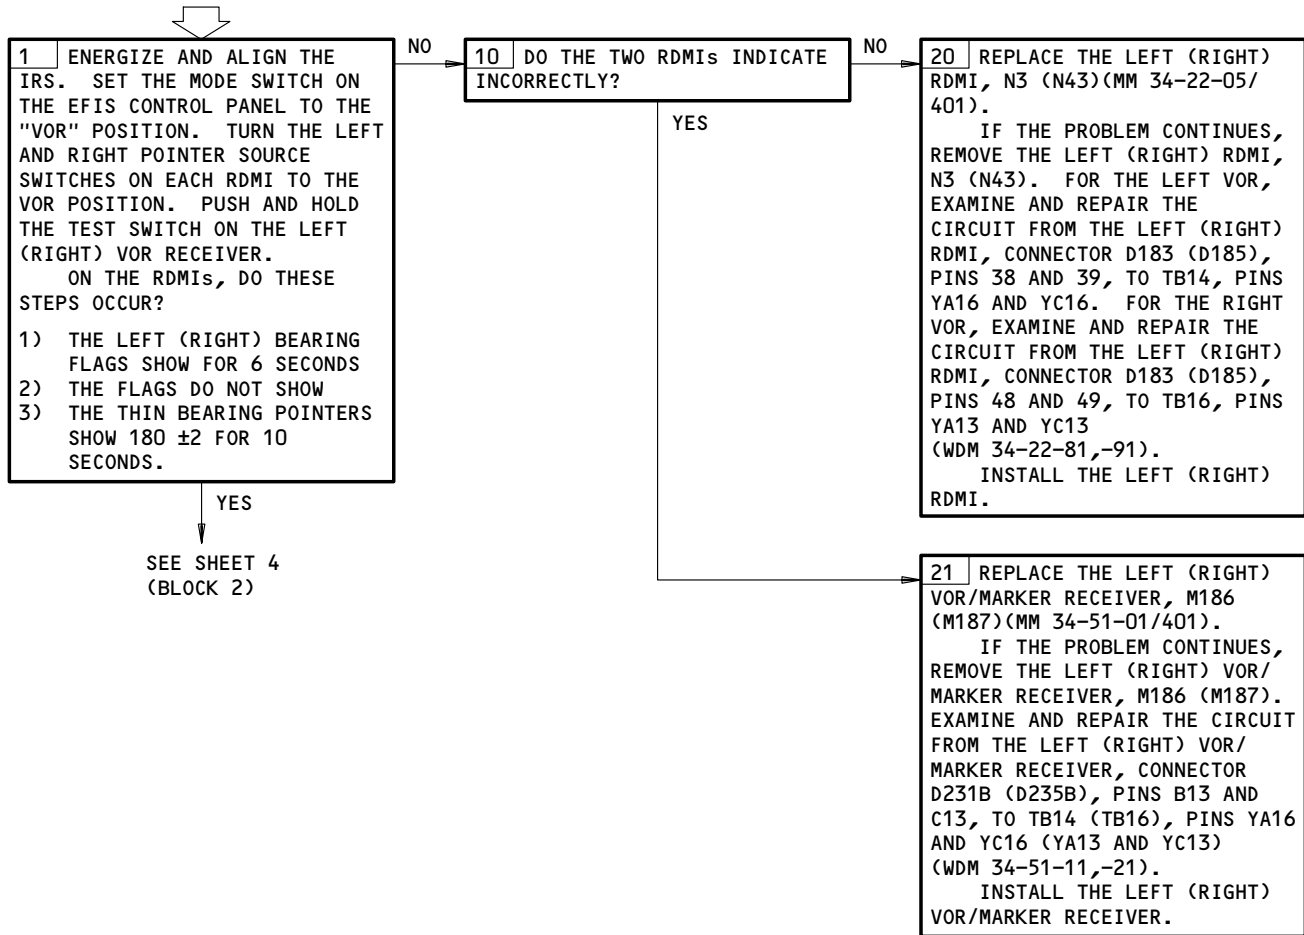 1 ENERGIZE AND ALIGN THE
IRS. SET THE MODE SWITCH ON
THE EFIS CONTROL PANEL TO THE
"VOR" POSITION. TURN THE LEFT
AND RIGHT POINTER SOURCE
SWITCHES ON EACH RDMI TO THE
VOR POSITION. PUSH AND HOLD
THE TEST SWITCH ON THE LEFT
(RIGHT) VOR RECEIVER.
ON THE RDMIs, DO THESE
STEPS OCCUR?
1) THE LEFT (RIGHT) BEARING
FLAGS SHOW FOR 6 SECONDS
2) THE FLAGS DO NOT SHOW
3) THE THIN BEARING POINTERS
SHOW 180 ±2 FOR 10
SECONDS.
YES
SEE SHEET 4
(BLOCK 2)
NO
10 DO THE TWO RDMIs INDICATE
INCORRECTLY?
YES
NO
20 REPLACE THE LEFT (RIGHT)
RDMI, N3 (N43)(MM 34-22-05/
401).
IF THE PROBLEM CONTINUES,
REMOVE THE LEFT (RIGHT) RDMI,
N3 (N43). FOR THE LEFT VOR,
EXAMINE AND REPAIR THE
CIRCUIT FROM THE LEFT (RIGHT)
RDMI, CONNECTOR D183 (D185),
PINS 38 AND 39, TO TB14, PINS
YA16 AND YC16. FOR THE RIGHT
VOR, EXAMINE AND REPAIR THE
CIRCUIT FROM THE LEFT (RIGHT)
RDMI, CONNECTOR D183 (D185),
PINS 48 AND 49, TO TB16, PINS
YA13 AND YC13
(WDM 34-22-81,-91).
INSTALL THE LEFT (RIGHT)
RDMI.
21 REPLACE THE LEFT (RIGHT)
VOR/MARKER RECEIVER, M186
(M187)(MM 34-51-01/401).
IF THE PROBLEM CONTINUES,
REMOVE THE LEFT (RIGHT) VOR/
MARKER RECEIVER, M186 (M187).
EXAMINE AND REPAIR THE CIRCUIT
FROM THE LEFT (RIGHT) VOR/
MARKER RECEIVER, CONNECTOR
D231B (D235B), PINS B13 AND
C13, TO TB14 (TB16), PINS YA16
AND YC16 (YA13 AND YC13)
(WDM 34-51-11,-21).
INSTALL THE LEFT (RIGHT)
VOR/MARKER RECEIVER.